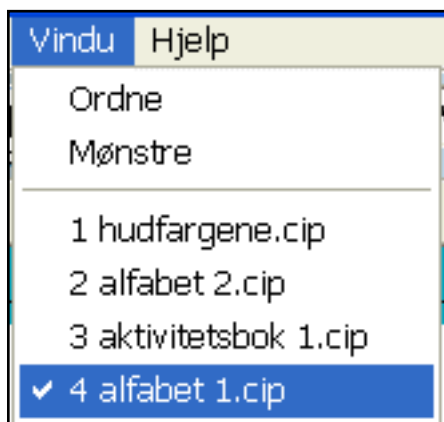 Vindu Hjelp
Ordne
Mønstre
1 hudfargene.cip
2 alfabet 2.cip
3 aktivitetsbok 1.cip
✔ 4 alfabet 1.cip